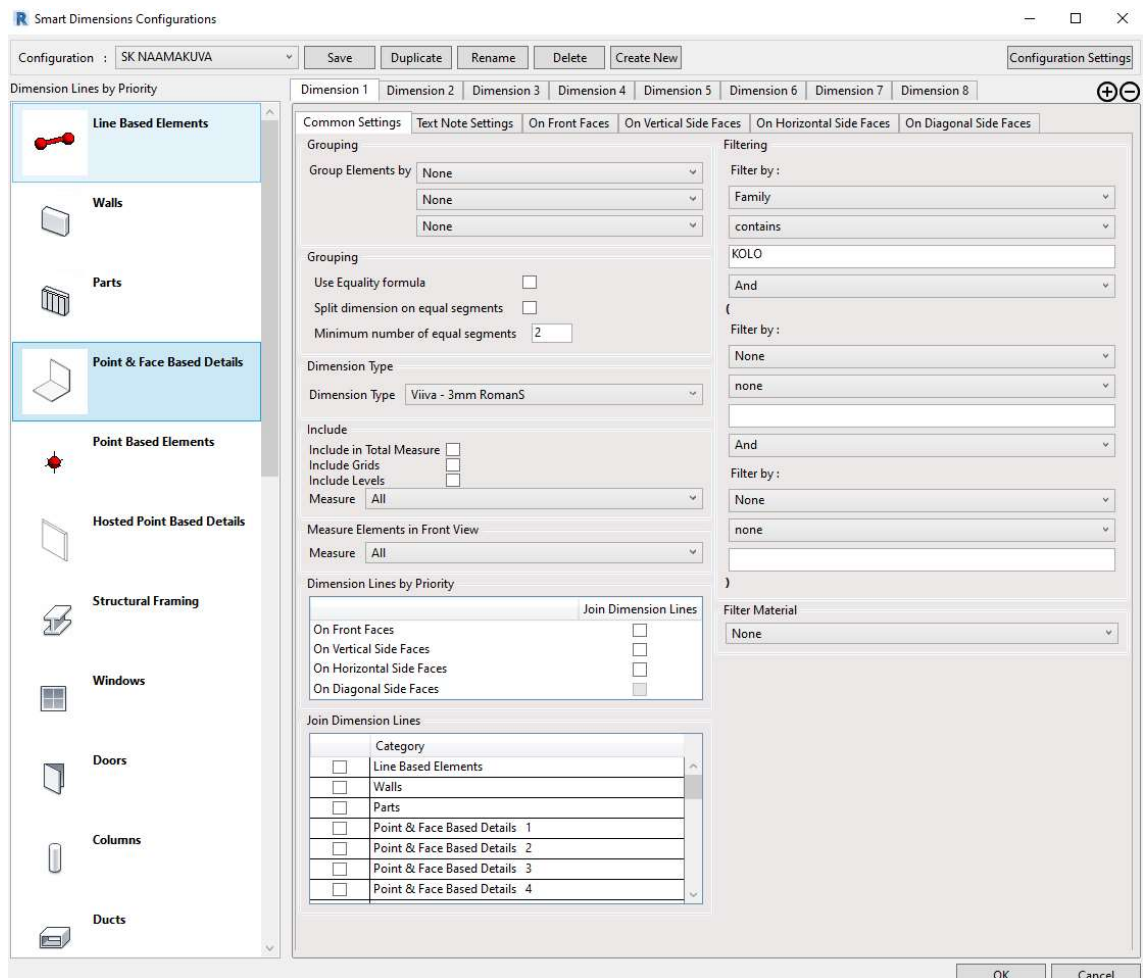 Smart Dimensions Configurations
Configuration : SK NAAMAKUVA Save Duplicate Rename Delete Create New Configuration Settings
Dimension Lines by Priority
Line Based Elements
Walls
Parts
Point & Face Based Details
Point Based Elements
Hosted Point Based Details
Structural Framing
Windows
Doors
Columns
Ducts
Dimension 1 Dimension 2 Dimension 3 Dimension 4 Dimension 5 Dimension 6 Dimension 7 Dimension 8
Common Settings Text Note Settings On Front Faces On Vertical Side Faces On Horizontal Side Faces On Diagonal Side Faces
Grouping
Group Elements by None
None
None
Grouping
Use Equality formula
Split dimension on equal segments
Minimum number of equal segments 2
Dimension Type
Dimension Type Viiva - 3mm RomanS
Include
Include in Total Measure
Include Grids
Include Levels
Measure All
Measure Elements in Front View
Measure All
Dimension Lines by Priority
Join Dimension Lines
On Front Faces
On Vertical Side Faces
On Horizontal Side Faces
On Diagonal Side Faces
Join Dimension Lines
Category
Line Based Elements
Walls
Parts
Point & Face Based Details 1
Point & Face Based Details 2
Point & Face Based Details 3
Point & Face Based Details 4
Filtering
Filter by :
Family
contains
KOLO
And
(
Filter by :
None
none
And
Filter by :
None
none
)
Filter Material
None
OK Cancel